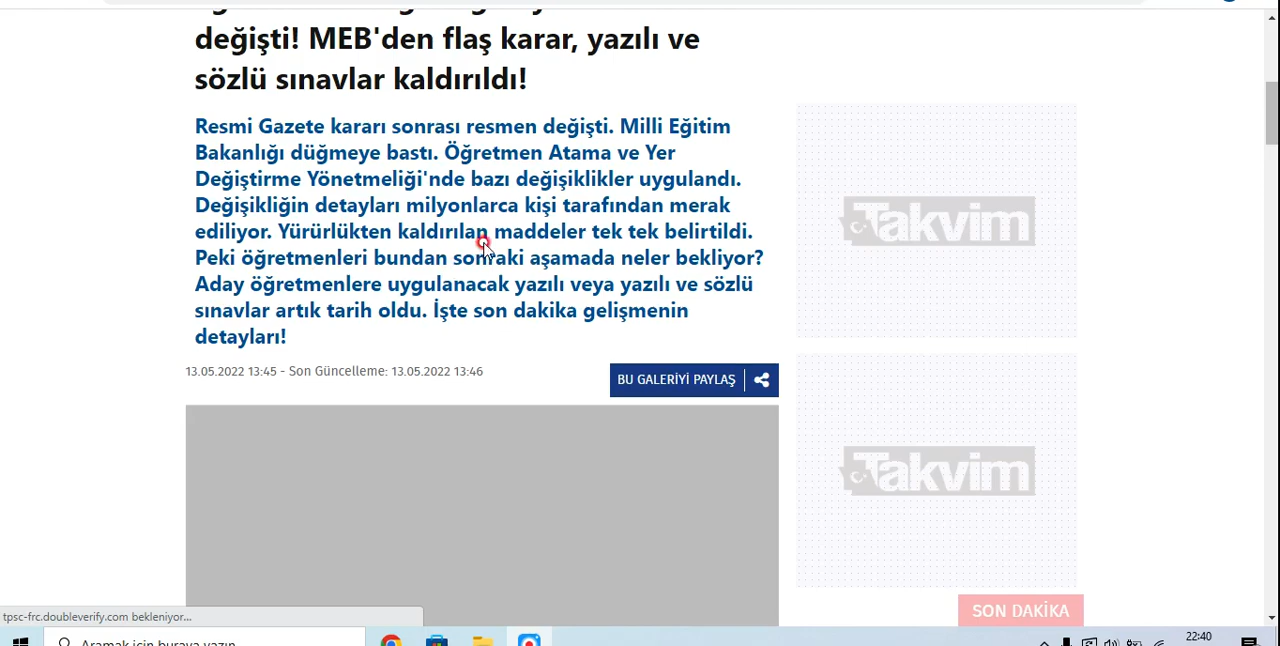 değişti! MEB'den flaş karar, yazılı ve
sözlü sınavlar kaldırıldı!
Resmi Gazete kararı sonrası resmen değişti. Milli Eğitim
Bakanlığı düğmeye bastı. Öğretmen Atama ve Yer
Değiştirme Yönetmeliği'nde bazı değişiklikler uygulandı.
Değişikliğin detayları milyonlarca kişi tarafından merak
ediliyor. Yürürlükten kaldırılan maddeler tek tek belirtildi.
Peki öğretmenleri bundan sonraki aşamada neler bekliyor?
Aday öğretmenlere uygulanacak yazılı veya yazılı ve sözlü
sınavlar artık tarih oldu. İşte son dakika gelişmenin
detayları!
13.05.2022 13:45 - Son Güncelleme: 13.05.2022 13:46
BU GALERİYİ PAYLAŞ
Takvim
Takvim
SON DAKİKA
tpsc-frc.doubleverify.com bekleniyor...
Aramak için buraya yazın
22:40